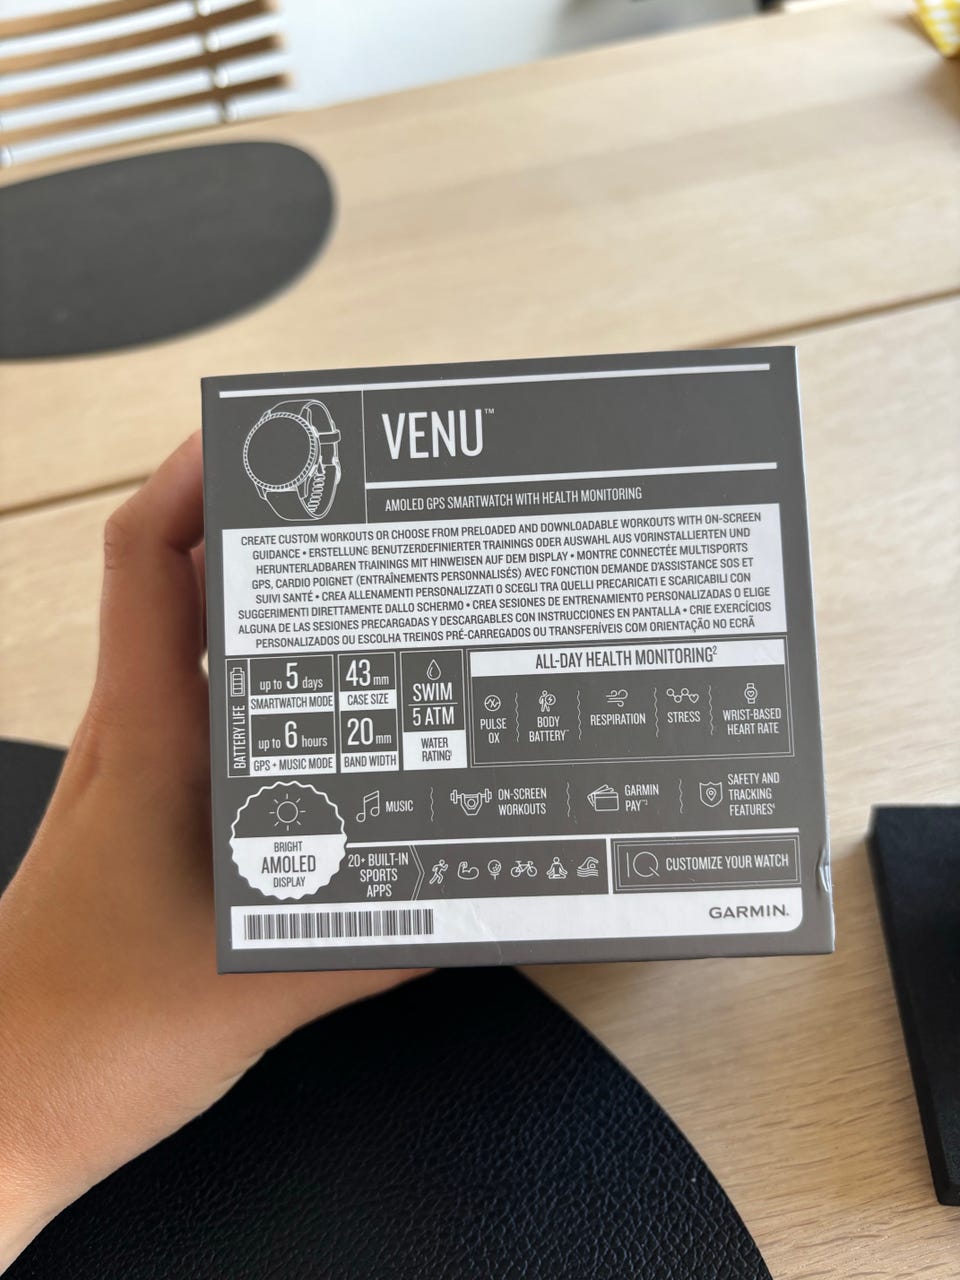 VENU™
AMOLED GPS SMARTWATCH WITH HEALTH MONITORING
CREATE CUSTOM WORKOUTS OR CHOOSE FROM PRELOADED AND DOWNLOADABLE WORKOUTS WITH ON-SCREEN
GUIDANCE • ERSTELLUNG BENUTZERDEFINIERTER TRAININGS ODER AUSWAHL AUS VORINSTALLIERTEN UND
HERUNTERLADBAREN TRAININGS MIT HINWEISEN AUF DEM DISPLAY • MONTRE CONNECTÉE MULTISPORTS
GPS, CARDIO POIGNET (ENTRAÎNEMENTS PERSONNALISÉS) AVEC FONCTION DEMANDE D'ASSISTANCE SOS ET
SUIVI SANTÉ • CREA ALLENAMENTI PERSONALIZZATI O SCEGLI TRA QUELLI PRECARICATI E SCARICABILI CON
SUGGERIMENTI DIRETTAMENTE DALLO SCHERMO • CREA SESIONES DE ENTRENAMIENTO PERSONALIZADAS O ELIGE
ALGUNA DE LAS SESIONES PRECARGADAS Y DESCARGABLES CON INSTRUCCIONES EN PANTALLA • CRIE EXERCÍCIOS
PERSONALIZADOS OU ESCOLHA TREINOS PRÉ-CARREGADOS OU TRANSFERÍVEIS COM ORIENTAÇÃO NO ECRÃ
BATTERY LIFE
up to 5 days
SMARTWATCH MODE
up to 6 hours
GPS + MUSIC MODE
43 mm
CASE SIZE
20 mm
BAND WIDTH
SWIM
5 ATM
WATER
RATING¹
ALL-DAY HEALTH MONITORING²
PULSE
OX
BODY
BATTERY™
RESPIRATION
STRESS
WRIST-BASED
HEART RATE
MUSIC
ON-SCREEN
WORKOUTS
GARMIN
PAY™³
SAFETY AND
TRACKING
FEATURES⁴
BRIGHT
AMOLED
DISPLAY
20+ BUILT-IN
SPORTS
APPS
IQ CUSTOMIZE YOUR WATCH
GARMIN.